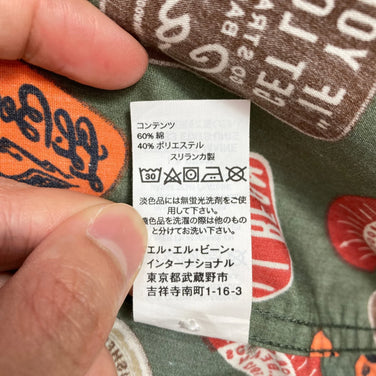 コンテンツ
60% 綿
40% ポリエステル
スリランカ製
30
淡色品には無蛍光洗剤をご使
用して下さい。
濃色品を洗濯の際は他のもの
と分けてお洗い下さい
エル・エル・ビーン・
インターナショナル
東京都武蔵野市
吉祥寺南町1-16-3